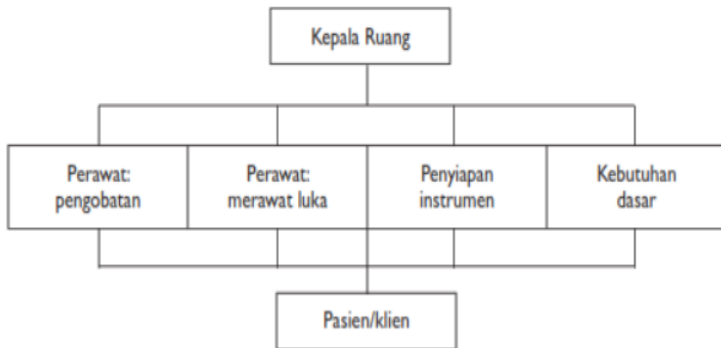 Kepala Ruang
Perawat:
pengobatan
Perawat:
merawat luka
Penyiapan
instrumen
Kebutuhan
dasar
Pasien/klien